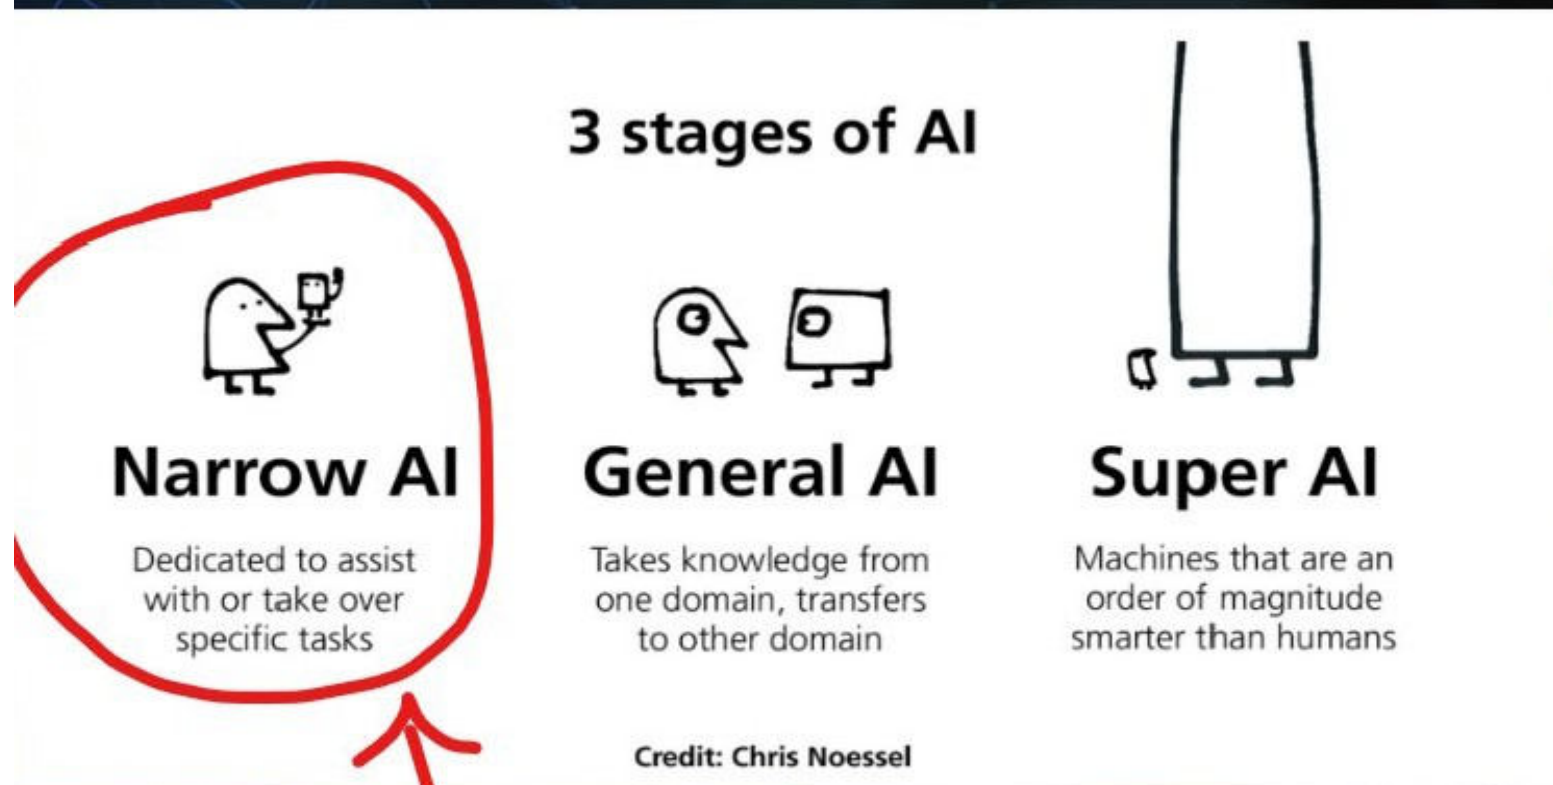 3 stages of AI
Narrow AI
Dedicated to assist
with or take over
specific tasks
General AI
Takes knowledge from
one domain, transfers
to other domain
Super AI
Machines that are an
order of magnitude
smarter than humans
Credit: Chris Noessel